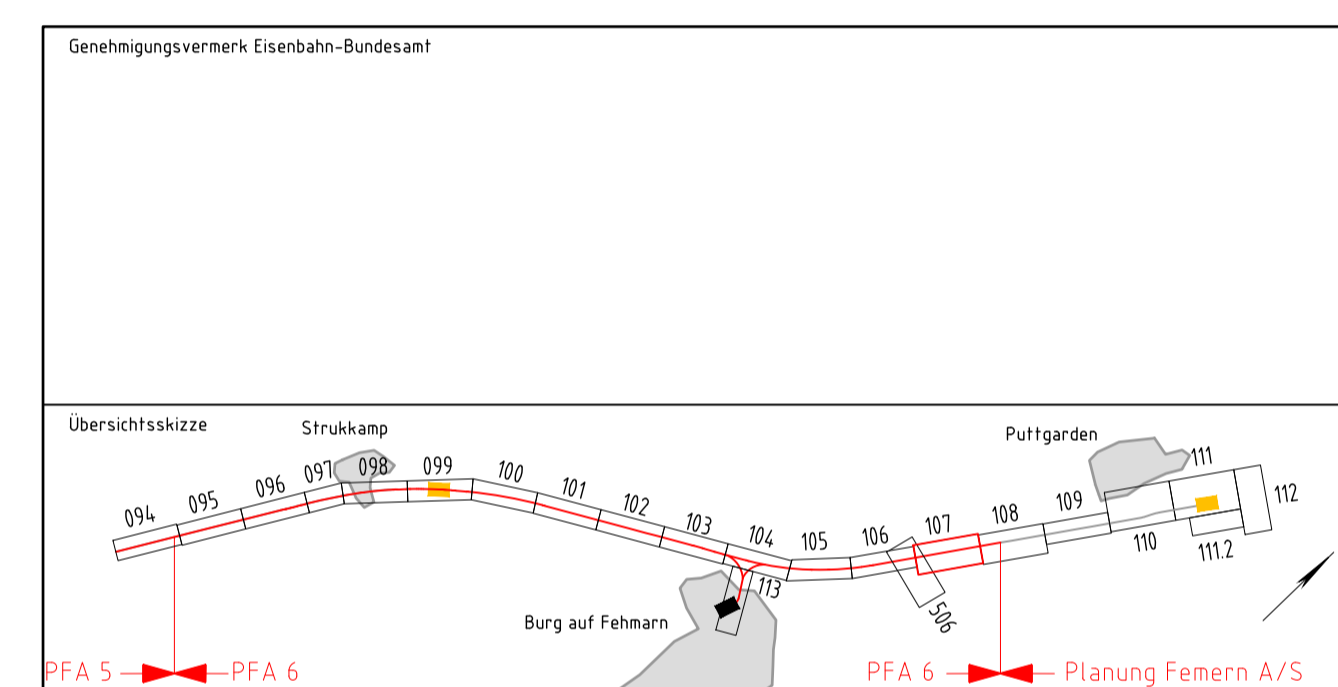 Genehmigungsvermerk Eisenbahn-Bundesamt
Übersichtsskizze
Strukkamp
Puttgarden
094
095
096
097
098
099
100
101
102
103
104
105
106
107
108
109
110
111
111.2
112
113
506
Burg auf Fehmarn
PFA 5
PFA 6
PFA 6
Planung Femern A/S